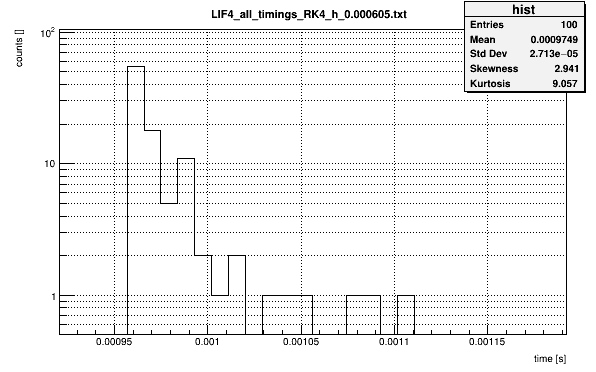 LIF4_all_timings_RK4_h_0.000605.txt
hist
Entries 100
Mean 0.0009749
Std Dev 2.713e−05
Skewness 2.941
Kurtosis 9.057
counts []
10²
10
1
0.00095 0.001 0.00105 0.0011 0.00115
time [s]